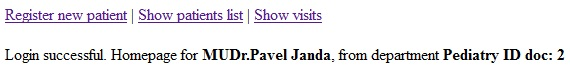 Register new patient | Show patients list | Show visits
Login successful. Homepage for MUDr.Pavel Janda, from department Pediatry ID doc: 2